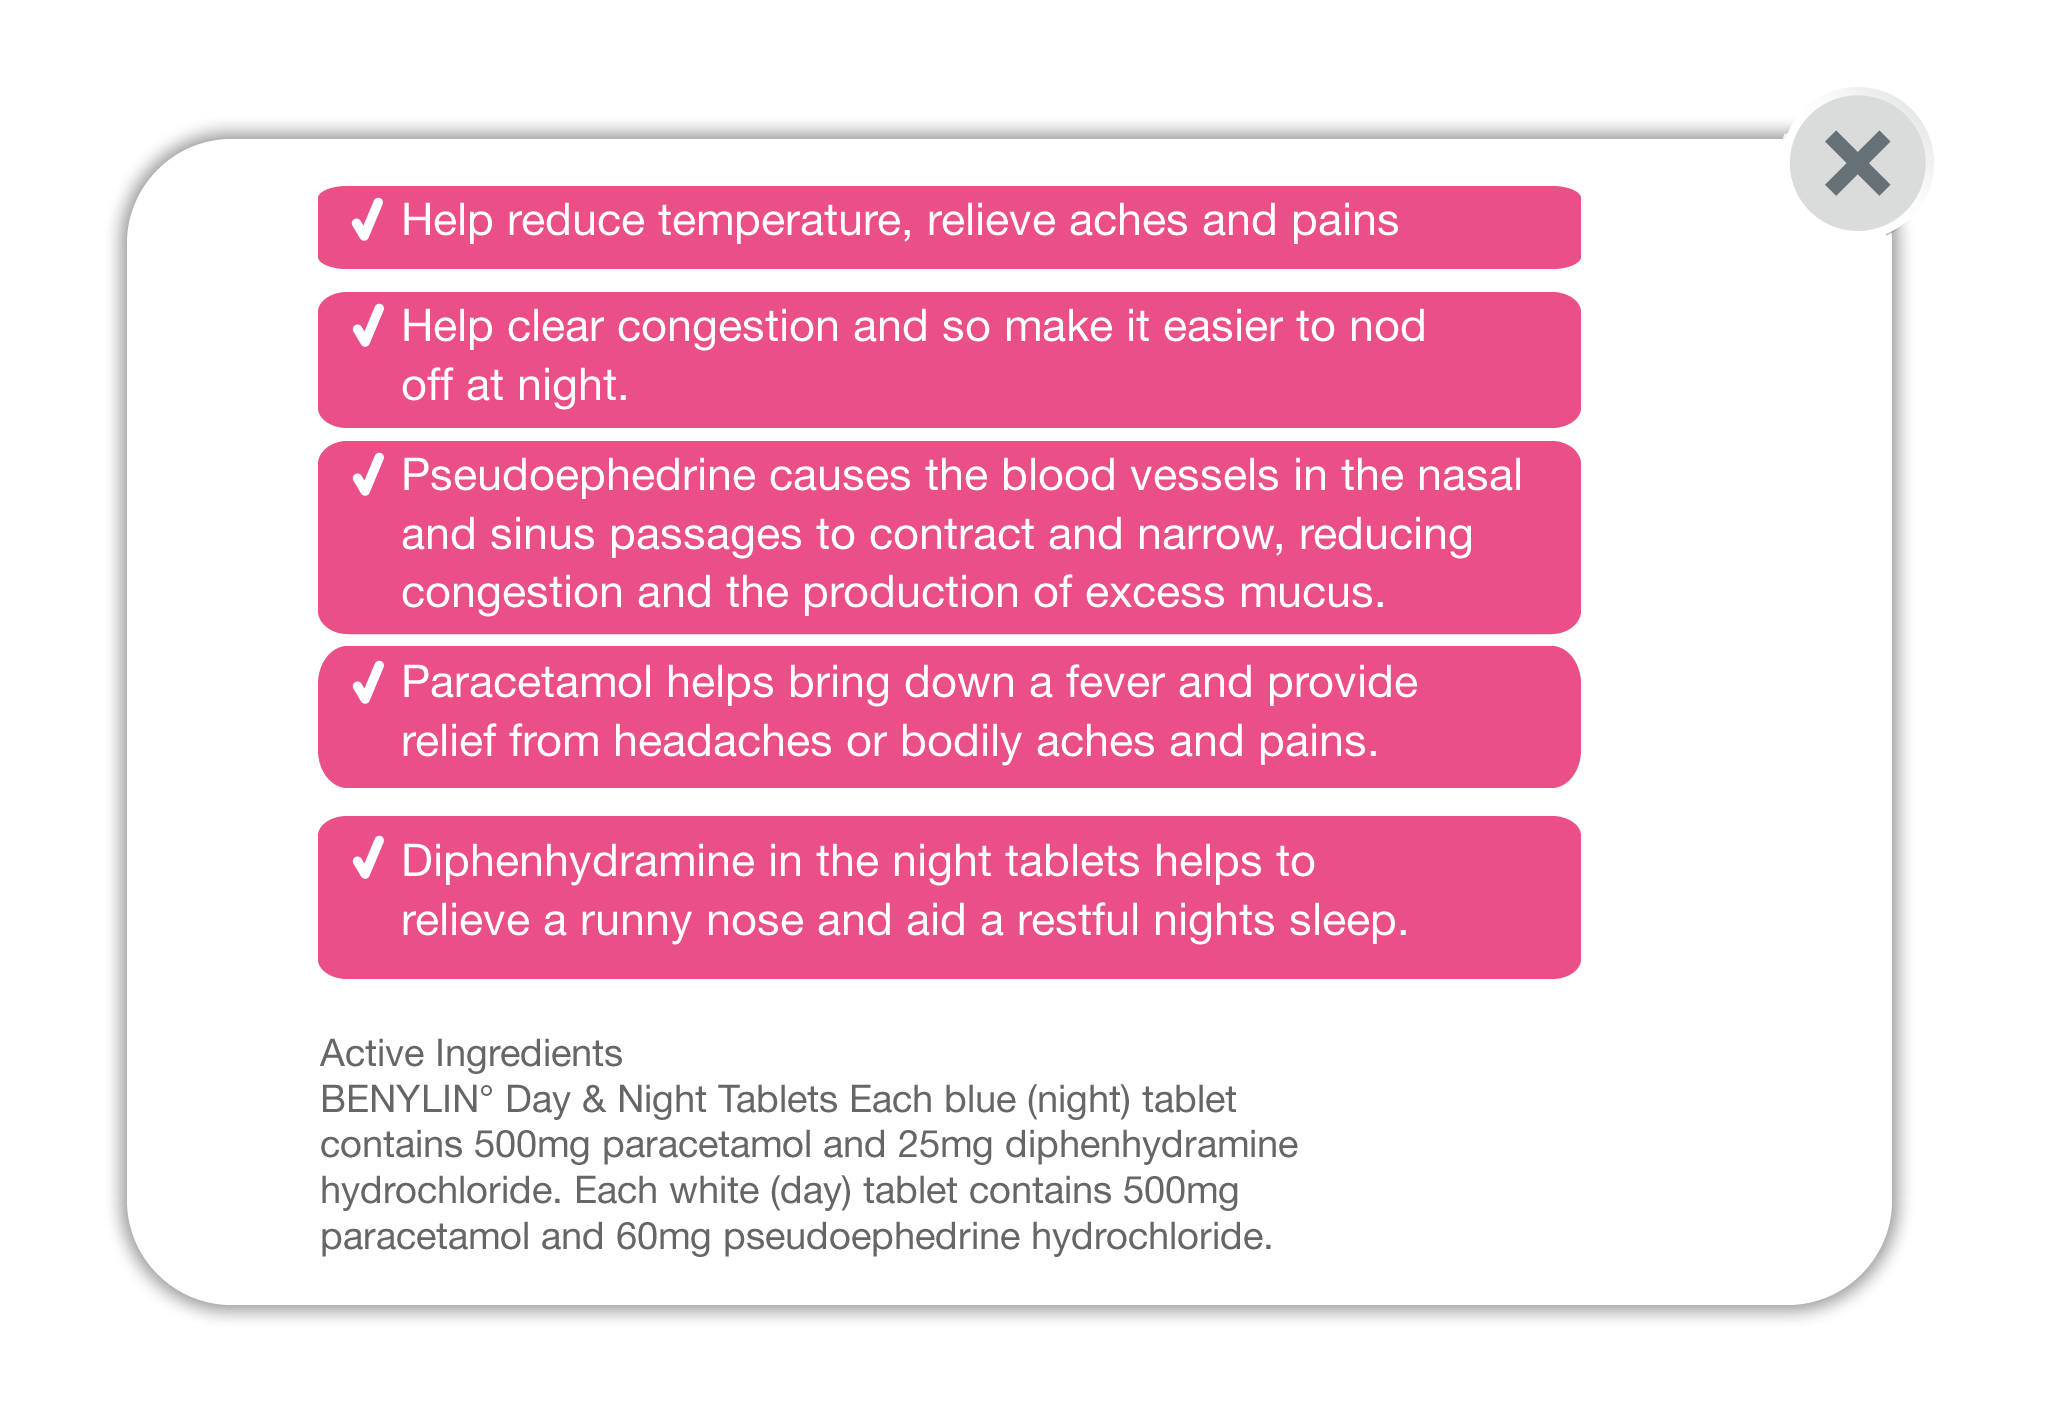 ✓ Help reduce temperature, relieve aches and pains
✓ Help clear congestion and so make it easier to nod
off at night.
✓ Pseudoephedrine causes the blood vessels in the nasal
and sinus passages to contract and narrow, reducing
congestion and the production of excess mucus.
✓ Paracetamol helps bring down a fever and provide
relief from headaches or bodily aches and pains.
✓ Diphenhydramine in the night tablets helps to
relieve a runny nose and aid a restful nights sleep.
Active Ingredients
BENYLIN° Day & Night Tablets Each blue (night) tablet
contains 500mg paracetamol and 25mg diphenhydramine
hydrochloride. Each white (day) tablet contains 500mg
paracetamol and 60mg pseudoephedrine hydrochloride.